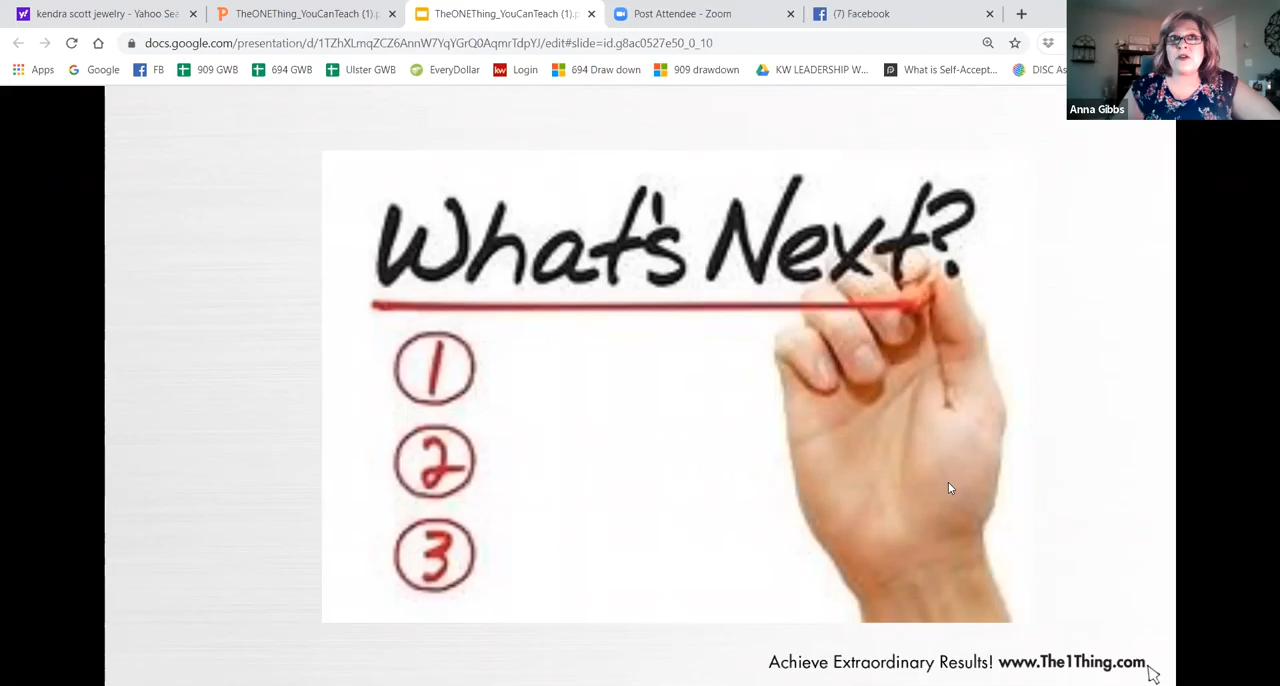 kendra scott jewelry - Yahoo Sea
TheONEThing_YouCanTeach (1).p
TheONEThing_YouCanTeach (1).p
Post Attendee - Zoom
(7) Facebook
docs.google.com/presentation/d/1TZhXLmqZCZ6AnnW7YqYGrQ0AqmrTdpYJ/edit#slide=id.g8ac0527e50_0_10
Apps
Google
FB
909 GWB
694 GWB
Ulster GWB
EveryDollar
kw Login
694 Draw down
909 drawdown
KW LEADERSHIP W...
What is Self-Accept...
DISC As
Anna Gibbs
What's Next?
1
2
3
Achieve Extraordinary Results! www.The1Thing.com